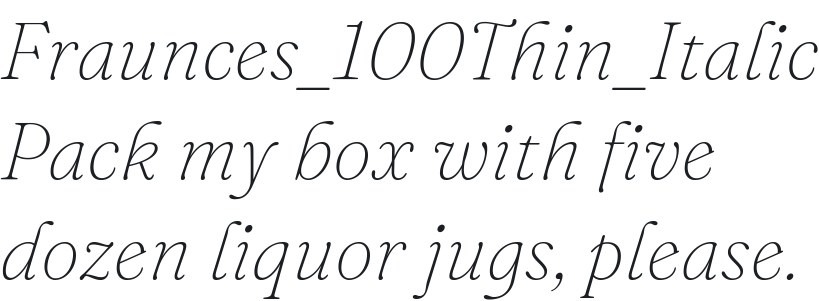 Fraunces_100Thin_Italic
Pack my box with five
dozen liquor jugs, please.